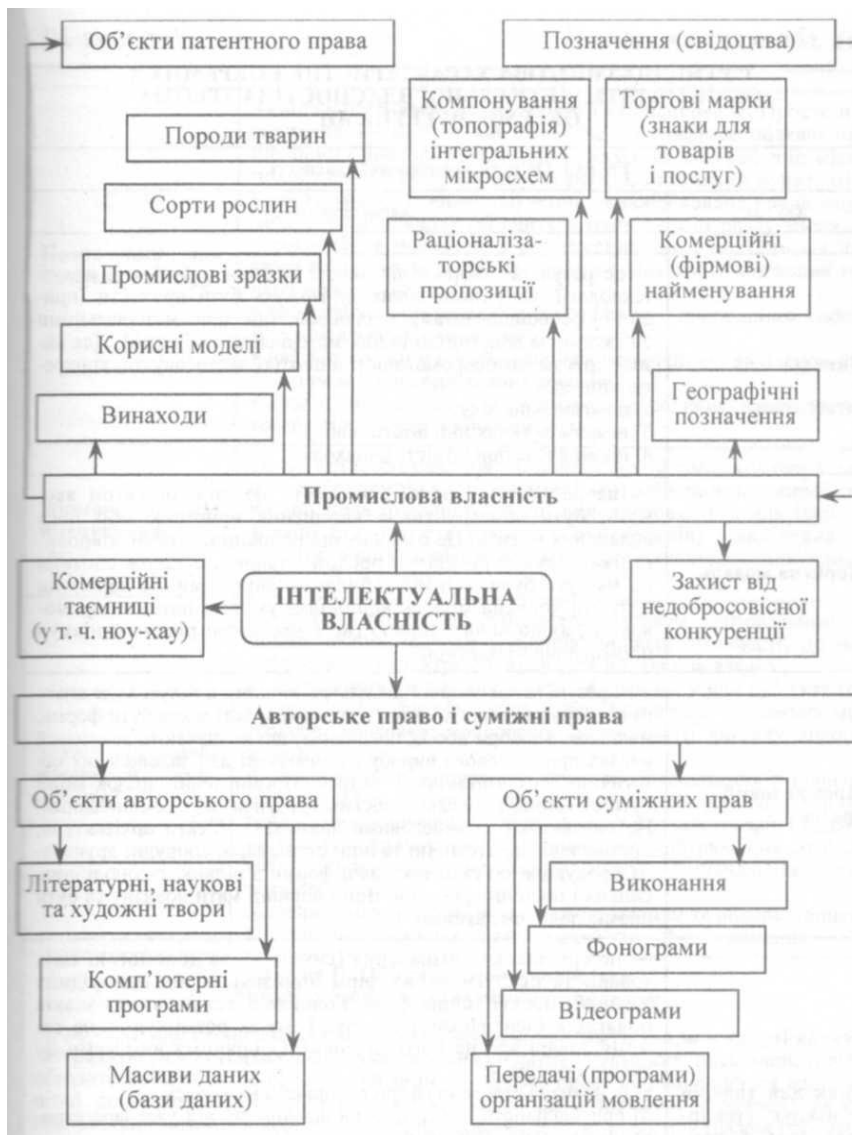 Об’єкти патентного права
Позначення (свідоцтва)
Породи тварин
Сорти рослин
Промислові зразки
Корисні моделі
Винаходи
Компонування
(топографія)
інтегральних
мікросхем
Торгові марки
(знаки для
товарів
і послуг)
Раціоналіза-
торські
пропозиції
Комерційні
(фірмові)
найменування
Географічні
позначення
Промислова власність
Комерційні
таємниці
(у т. ч. ноу-хау)
ІНТЕЛЕКТУАЛЬНА
ВЛАСНІСТЬ
Захист від
недобросовісної
конкуренції
Авторське право і суміжні права
Об’єкти авторського права
Об’єкти суміжних прав
Літературні, наукові
та художні твори
Комп’ютерні
програми
Масиви даних
(бази даних)
Виконання
Фонограми
Відеограми
Передачі (програми)
організацій мовлення